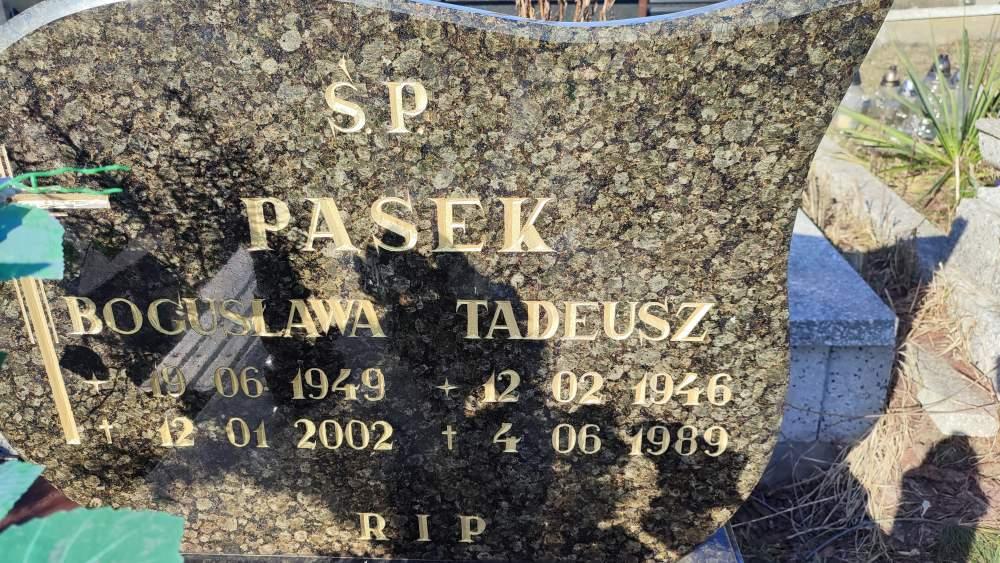 Ś.P.
PASEK
BOGUSŁAWA TADEUSZ
+ 19 06 1949 + 12 02 1946
† 12 01 2002 † 4 06 1989
R I P